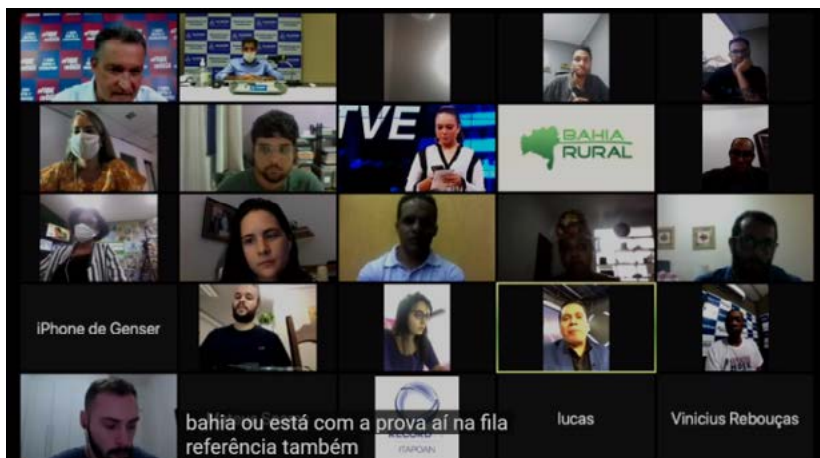 TVE
BAHIA
RURAL
iPhone de Genser
bahia ou está com a prova aí na fila
referência também
RECORD
ITAPOAN
lucas
Vinicius Rebouças